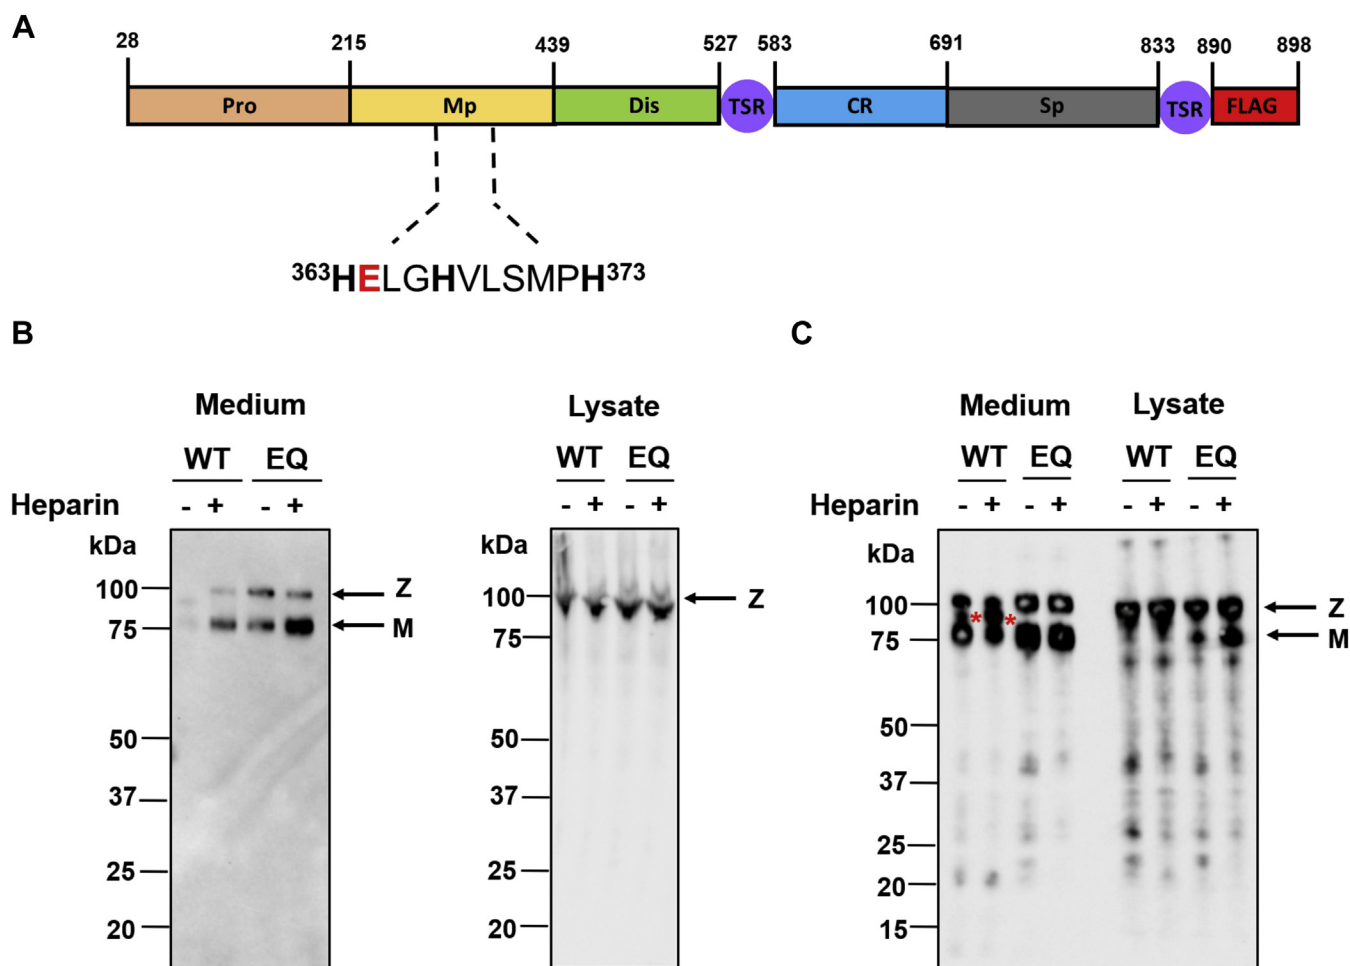 A
28 215 439 527 583 691 833 890 898
Pro Mp Dis TSR CR Sp TSR FLAG
363HELGHVLSMPH373
B
Medium Lysate
WT EQ WT EQ
Heparin - + - + - + - +
kDa kDa
100 Z 100 Z
75 M 75
50 50
37 37
25 25
20 20
C
Medium Lysate
WT EQ WT EQ
Heparin - + - + - + - +
kDa
100 Z
* *
75 M
50
37
25
20
15